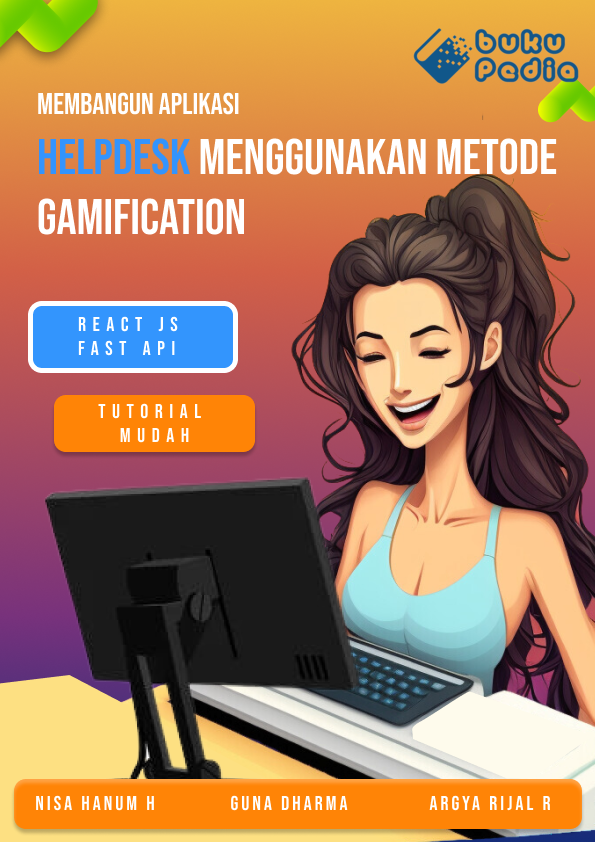 buku
Pedia
MEMBANGUN APLIKASI
HELPDESK MENGGUNAKAN METODE
GAMIFICATION
REACT JS
FAST API
TUTORIAL
MUDAH
NISA HANUM H GUNA DHARMA ARGYA RIJAL R